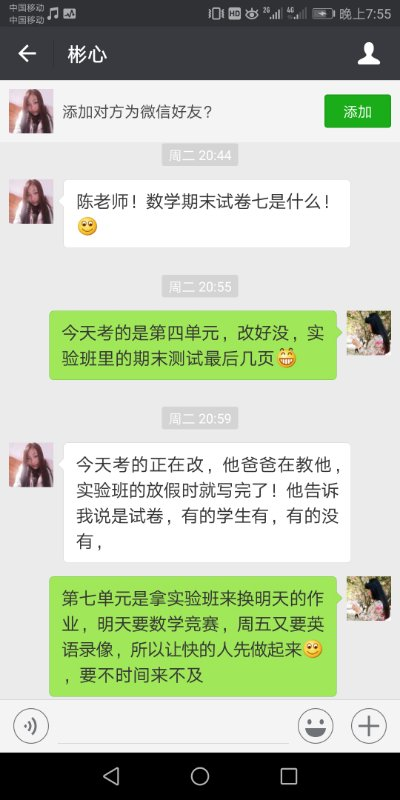 中国移动
中国移动
HD
2G
4G
晚上7:55
彬心
添加对方为微信好友?
添加
周二 20:44
陈老师!数学期末试卷七是什么!
周二 20:55
今天考的是第四单元,改好没,实
验班里的期末测试最后几页
周二 20:59
今天考的正在改,他爸爸在教他,
实验班的放假时就写完了!他告诉
我说是试卷,有的学生有,有的没
有,
第七单元是拿实验班来换明天的作
业,明天要数学竞赛,周五又要英
语录像,所以让快的人先做起来
,要不时间来不及